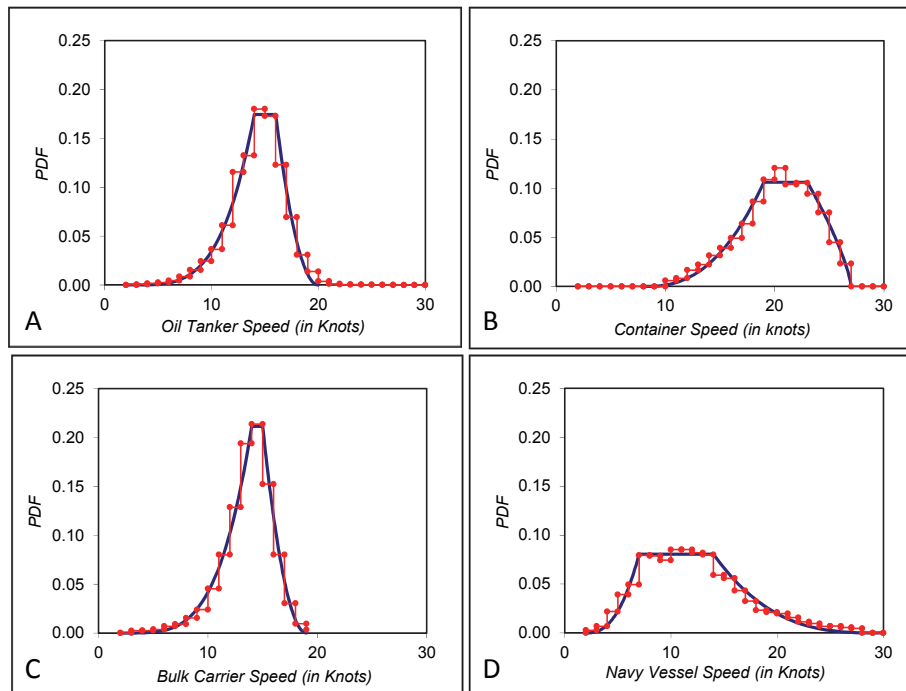 0.25
0.20
0.15
0.10
0.05
0.00
PDF
0 10 20 30
Oil Tanker Speed (in Knots)
A
0.25
0.20
0.15
0.10
0.05
0.00
PDF
0 10 20 30
Container Speed (in knots)
B
0.25
0.20
0.15
0.10
0.05
0.00
PDF
0 10 20 30
Bulk Carrier Speed (in Knots)
C
0.25
0.20
0.15
0.10
0.05
0.00
PDF
0 10 20 30
Navy Vessel Speed (in Knots)
D